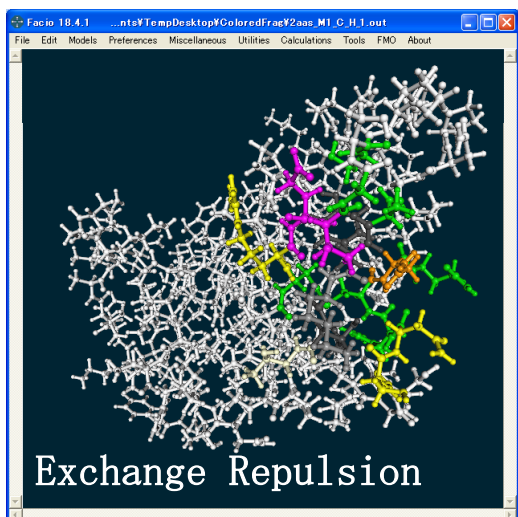 Facio 18.4.1 ...nts¥TempDesktop¥ColoredFrag¥2aas_M1_C_H_1.out
File Edit Models Preferences Miscellaneous Utilities Calculations Tools FMO About
Exchange Repulsion